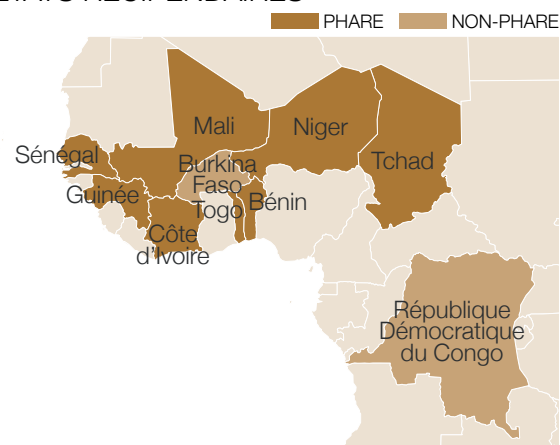 PHARE
NON-PHARE
Mali
Niger
Sénégal
Tchad
Burkina
Faso
Guinée
Togo
Bénin
Côte
d'Ivoire
République
Démocratique
du Congo